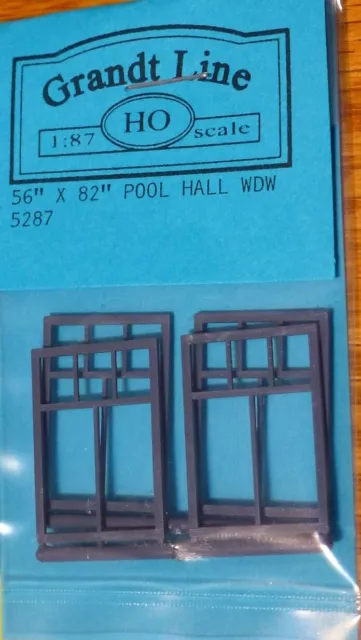 Grandt Line
HO
1:87 scale
56" X 82" POOL HALL WDW
5287